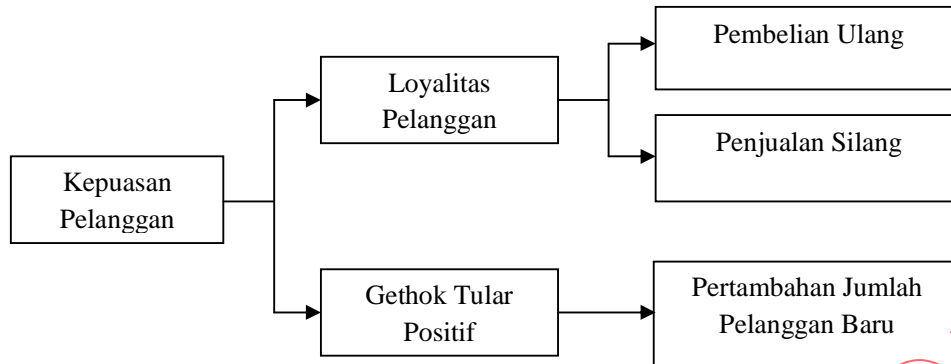 Pembelian Ulang
Loyalitas
Pelanggan
Penjualan Silang
Kepuasan
Pelanggan
Gethok Tular
Positif
Pertambahan Jumlah
Pelanggan Baru